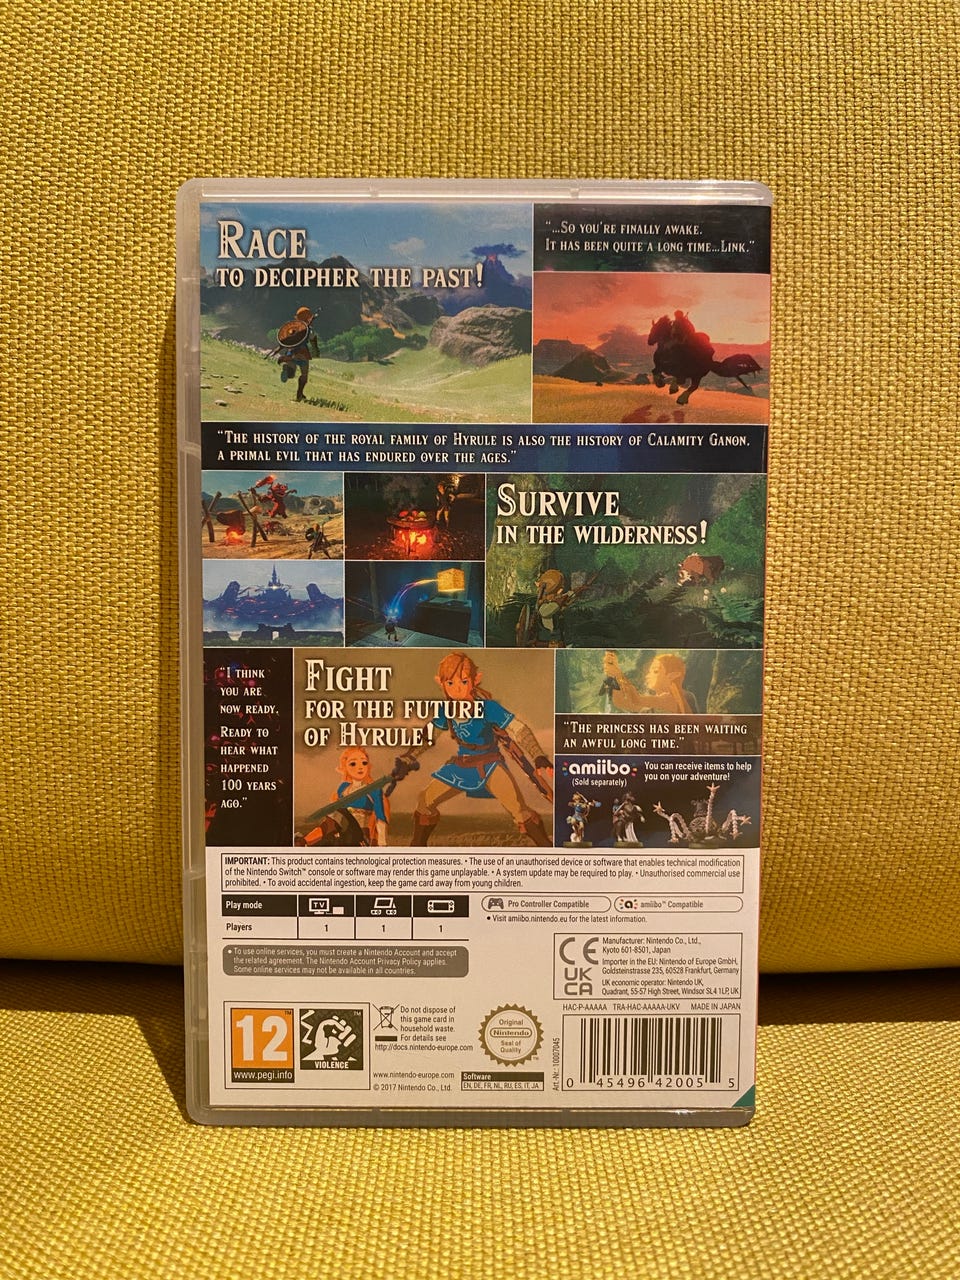 RACE
TO DECIPHER THE PAST!
"...SO YOU'RE FINALLY AWAKE.
IT HAS BEEN QUITE A LONG TIME...LINK."
"THE HISTORY OF THE ROYAL FAMILY OF HYRULE IS ALSO THE HISTORY OF CALAMITY GANON,
A PRIMAL EVIL THAT HAS ENDURED OVER THE AGES."
SURVIVE
IN THE WILDERNESS!
"I THINK
YOU ARE
NOW READY.
READY TO
HEAR WHAT
HAPPENED
100 YEARS
AGO."
FIGHT
FOR THE FUTURE
OF HYRULE!
"THE PRINCESS HAS BEEN WAITING
AN AWFUL LONG TIME."
amiibo
(Sold separately)
You can receive items to help
you on your adventure!
IMPORTANT: This product contains technological protection measures. • The use of an unauthorised device or software that enables technical modification
of the Nintendo Switch™ console or software may render this game unplayable. • A system update may be required to play. • Unauthorised commercial use
prohibited. • To avoid accidental ingestion, keep the game card away from young children.
Play mode
TV
Players
1
1
1
Pro Controller Compatible
amiibo™ Compatible
• Visit amiibo.nintendo.eu for the latest information.
• To use online services, you must create a Nintendo Account and accept
the related agreement. The Nintendo Account Privacy Policy applies.
Some online services may not be available in all countries.
CE
UK
CA
Manufacturer: Nintendo Co., Ltd.,
Kyoto 601-8501, Japan
Importer in the EU: Nintendo of Europe GmbH,
Goldsteinstrasse 235, 60528 Frankfurt, Germany
UK economic operator: Nintendo UK,
Quadrant, 55-57 High Street, Windsor SL4 1LP, UK
HAC-P-AAAAA TRA-HAC-AAAAA-UKV MADE IN JAPAN
12
www.pegi.info
VIOLENCE
Do not dispose of
this game card in
household waste.
For details see
http://docs.nintendo-europe.com
www.nintendo-europe.com
© 2017 Nintendo Co., Ltd.
Original
Nintendo
Seal of
Quality
Software
EN, DE, FR, NL, RU, ES, IT, JA
Art.-Nr.: 10007045
0 45496 42005 5